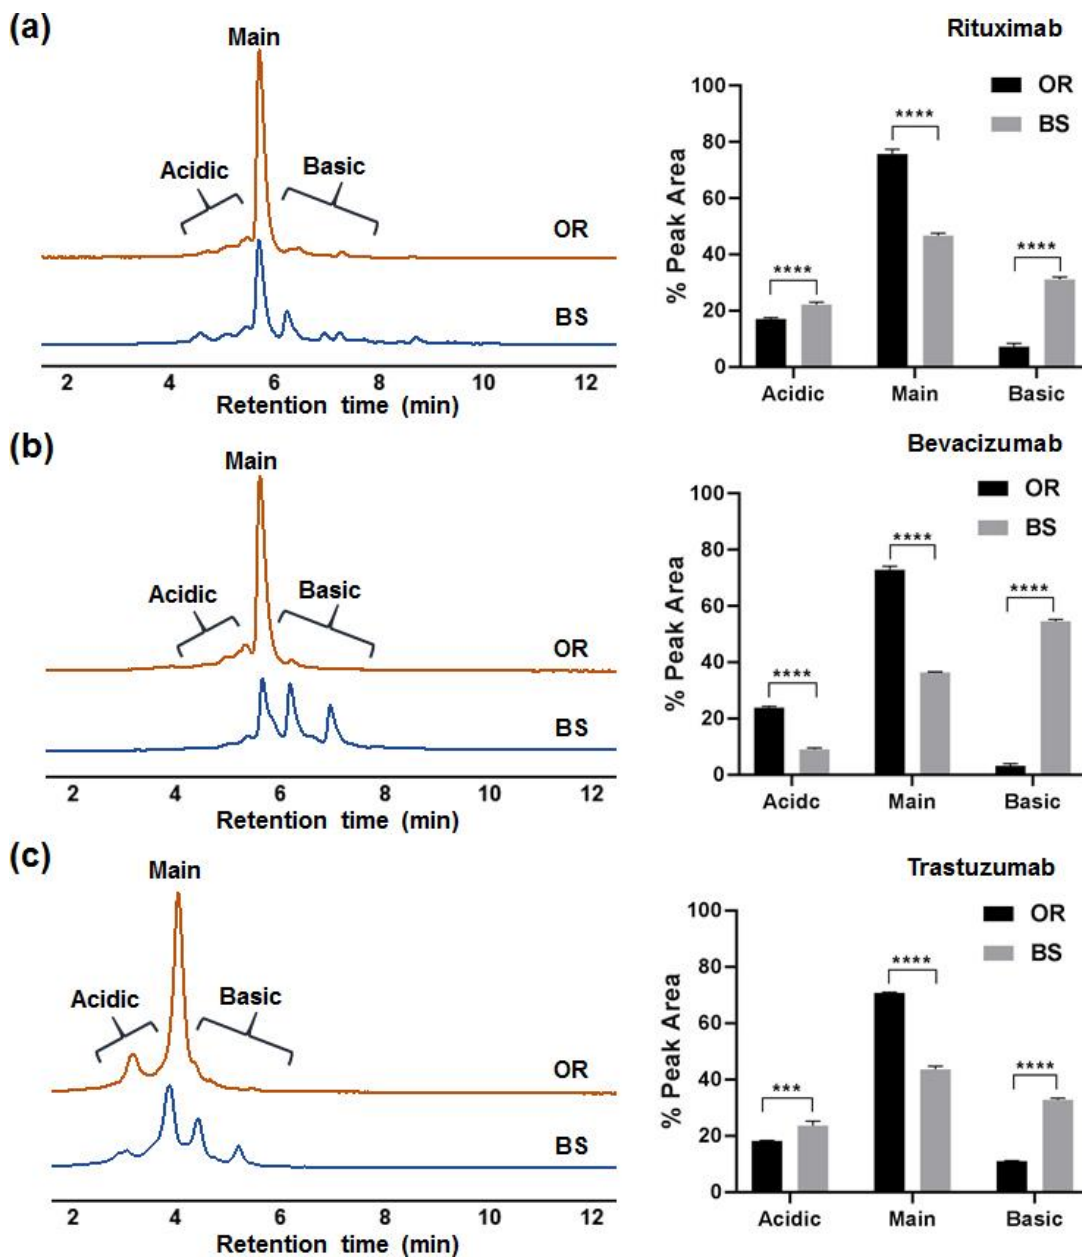 (a)
Rituximab
Main
Acidic
Basic
OR
BS
2 4 6 8 10 12
Retention time (min)
OR
BS
% Peak Area
100
80
60
40
20
0
****
****
****
Acidic Main Basic
(b)
Bevacizumab
Main
Acidic
Basic
OR
BS
2 4 6 8 10 12
Retention time (min)
OR
BS
% Peak Area
100
80
60
40
20
0
****
****
****
Acidc Main Basic
(c)
Trastuzumab
Main
Acidic
Basic
OR
BS
2 4 6 8 10 12
Retention time (min)
OR
BS
% Peak Area
100
80
60
40
20
0
***
****
****
Acidic Main Basic